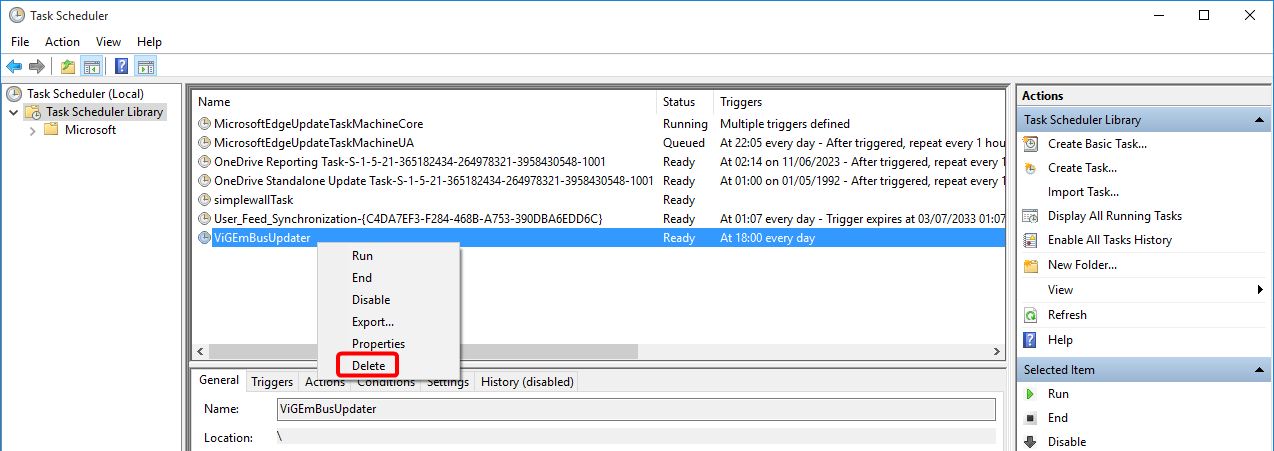 Task Scheduler
File Action View Help
Task Scheduler (Local)
Task Scheduler Library
Microsoft
Name Status Triggers
MicrosoftEdgeUpdateTaskMachineCore Running Multiple triggers defined
MicrosoftEdgeUpdateTaskMachineUA Queued At 22:05 every day - After triggered, repeat every 1 hou
OneDrive Reporting Task-S-1-5-21-365182434-264978321-3958430548-1001 Ready At 02:14 on 11/06/2023 - After triggered, repeat every 1
OneDrive Standalone Update Task-S-1-5-21-365182434-264978321-3958430548-1001 Ready At 01:00 on 01/05/1992 - After triggered, repeat every 1
simplewallTask Ready
User_Feed_Synchronization-{C4DA7EF3-F284-468B-A753-390DBA6EDD6C} Ready At 01:07 every day - Trigger expires at 03/07/2033 01:07
ViGEmBusUpdater Ready At 18:00 every day
Run
End
Disable
Export...
Properties
Delete
General Triggers Actions Conditions Settings History (disabled)
Name: ViGEmBusUpdater
Location: \
Actions
Task Scheduler Library
Create Basic Task...
Create Task...
Import Task...
Display All Running Tasks
Enable All Tasks History
New Folder...
View
Refresh
Help
Selected Item
Run
End
Disable